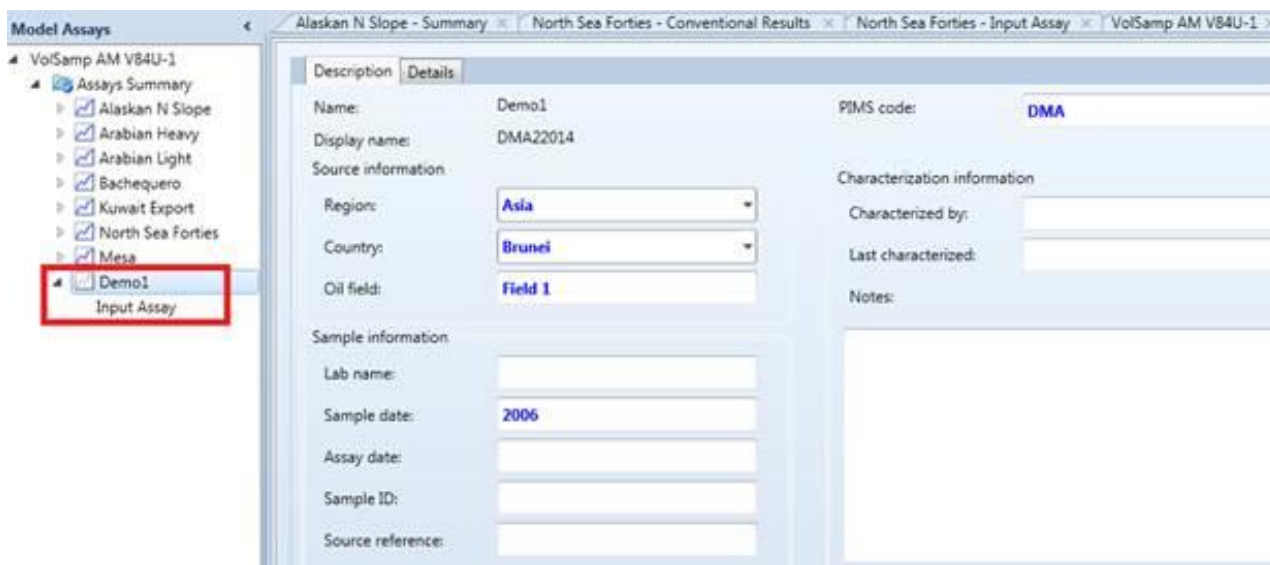 Model Assays
Alaskan N Slope - Summary
North Sea Forties - Conventional Results
North Sea Forties - Input Assay
VolSamp AM V84U-1
VolSamp AM V84U-1
Assays Summary
Alaskan N Slope
Arabian Heavy
Arabian Light
Bachequero
Kuwait Export
North Sea Forties
Mesa
Demo1
Input Assay
Description Details
Name: Demo1
Display name: DMA22014
Source information
Region: Asia
Country: Brunei
Oil field: Field 1
Sample information
Lab name:
Sample date: 2006
Assay date:
Sample ID:
Source reference:
PIMS code: DMA
Characterization information
Characterized by:
Last characterized:
Notes: